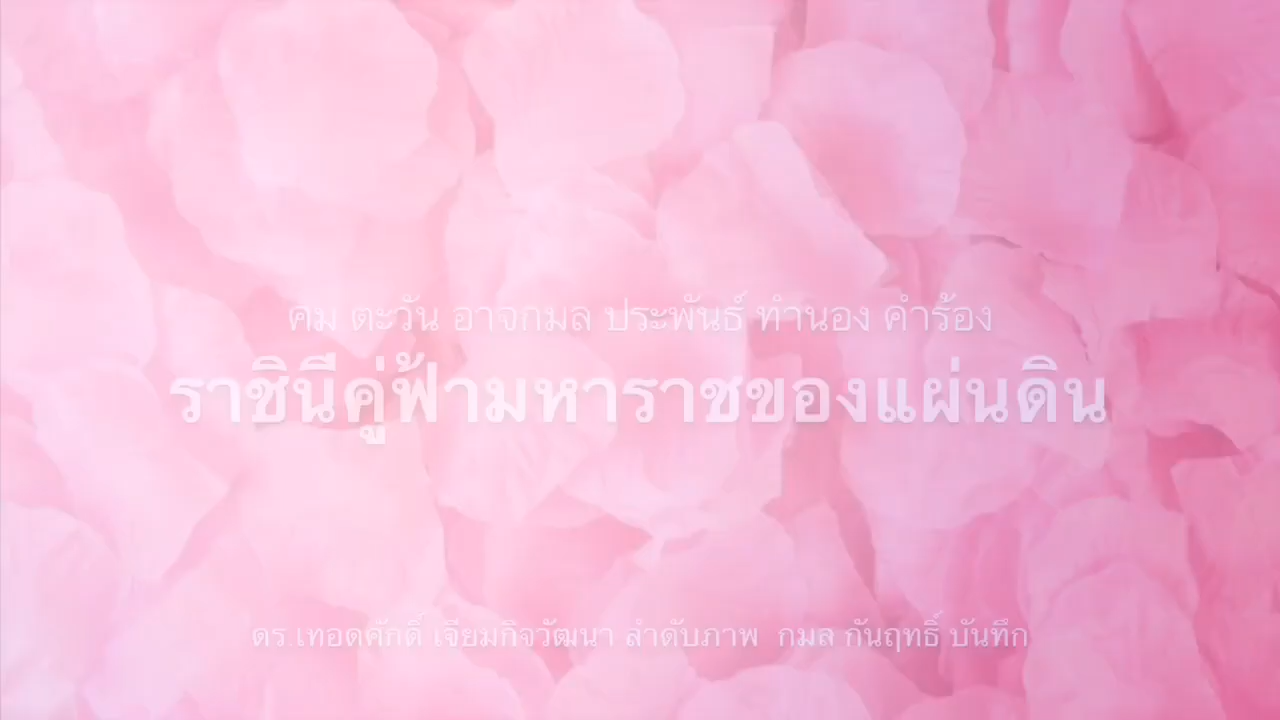 คม ตะวัน อาจกมล ประพันธ์ ทำนอง คำร้อง
ราชินีคู่ฟ้ามหาราชของแผ่นดิน
ดร.เทอดศักดิ์ เจียมกิจวัฒนา ลำดับภาพ กมล กันฤทธิ์ บันทึก